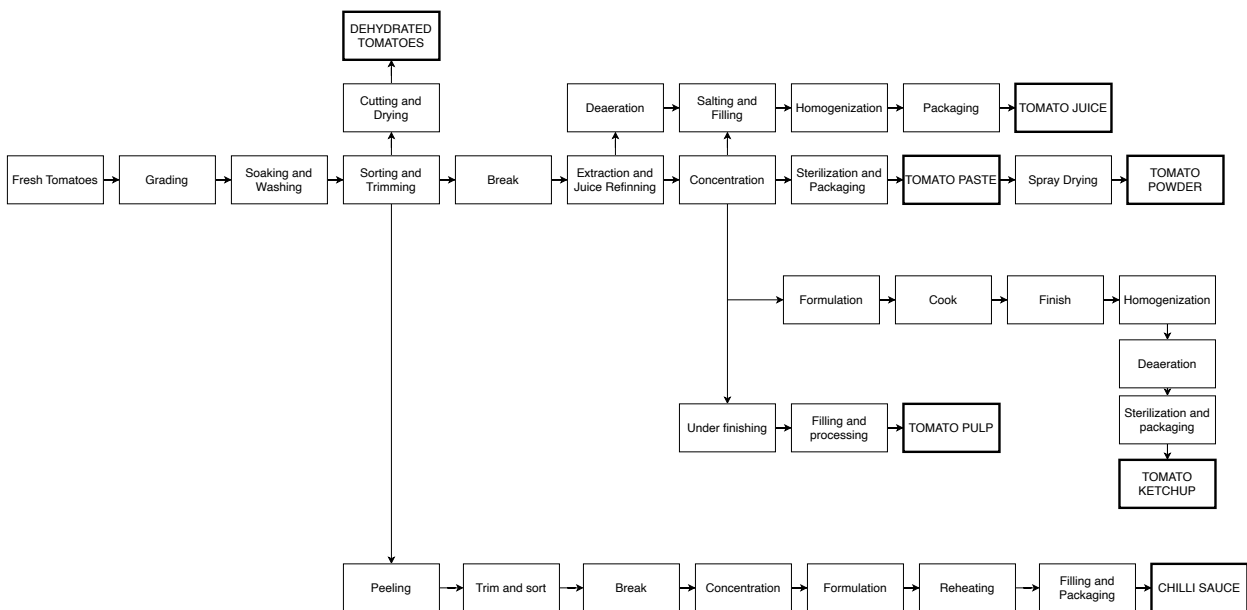 DEHYDRATED
TOMATOES
Cutting and
Drying
Deaeration
Salting and
Filling
Homogenization
Packaging
TOMATO JUICE
Fresh Tomatoes
Grading
Soaking and
Washing
Sorting and
Trimming
Break
Extraction and
Juice Refinning
Concentration
Sterilization and
Packaging
TOMATO PASTE
Spray Drying
TOMATO
POWDER
Formulation
Cook
Finish
Homogenization
Deaeration
Sterilization and
packaging
TOMATO
KETCHUP
Under finishing
Filling and
processing
TOMATO PULP
Peeling
Trim and sort
Break
Concentration
Formulation
Reheating
Filling and
Packaging
CHILLI SAUCE